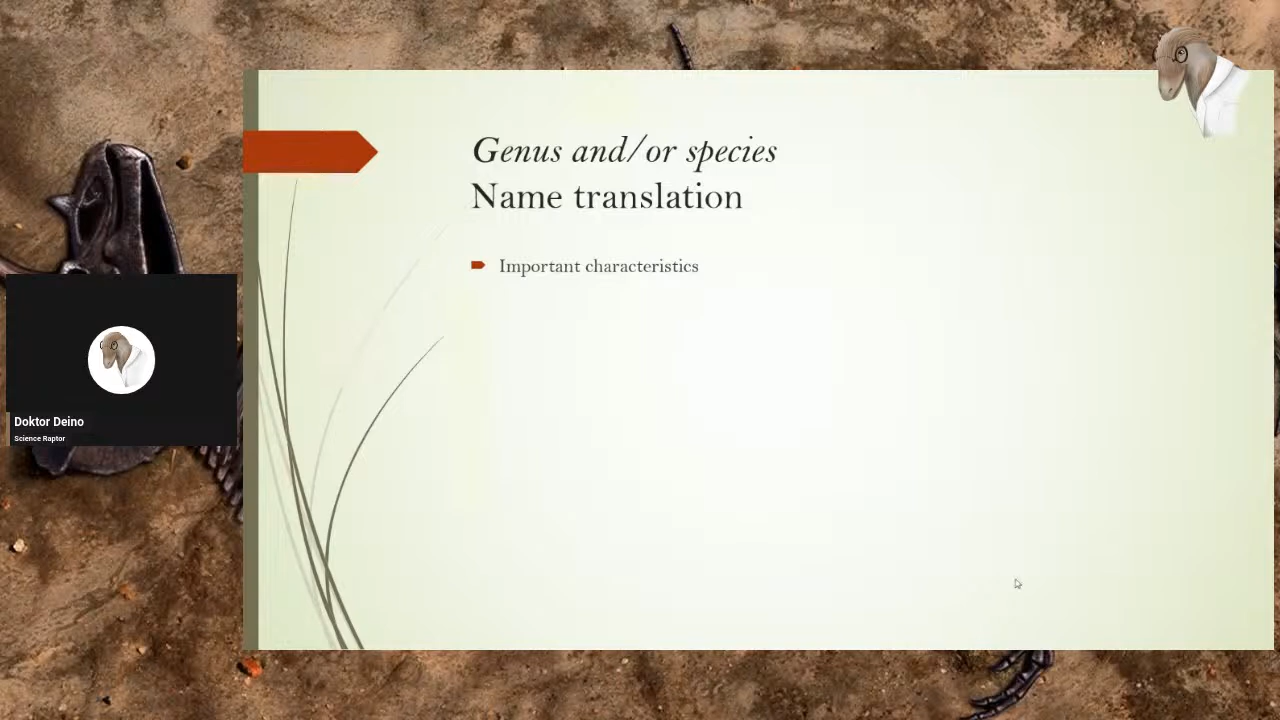 Genus and/or species
Name translation
Important characteristics
Doktor Deino
Science Raptor